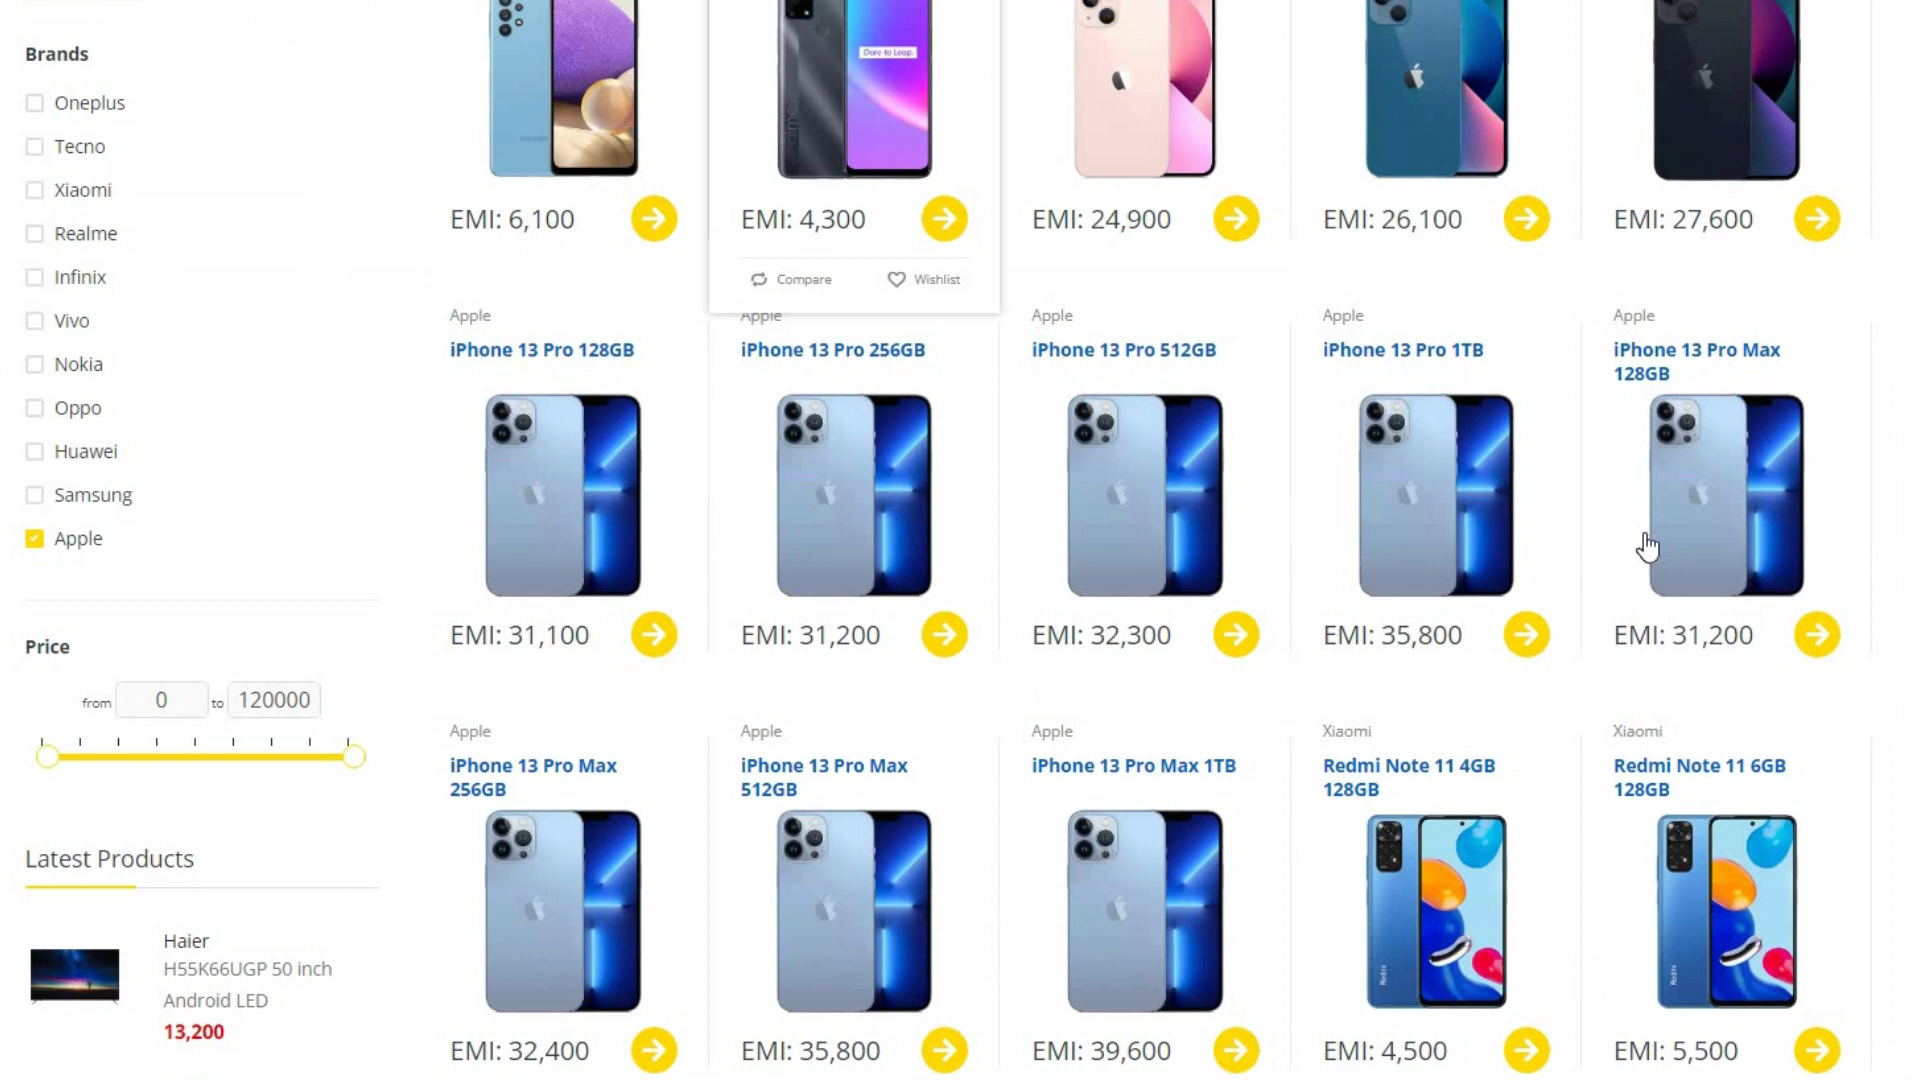 Brands
Oneplus
Tecno
Xiaomi
Realme
Infinix
Vivo
Nokia
Oppo
Huawei
Samsung
Apple
Price
from 0 to 120000
Latest Products
Haier
H55K66UGP 50 inch
Android LED
13,200
Dare to Leap.
EMI: 6,100
EMI: 4,300
EMI: 24,900
EMI: 26,100
EMI: 27,600
Compare
Wishlist
Apple
Apple
Apple
Apple
Apple
iPhone 13 Pro 128GB
iPhone 13 Pro 256GB
iPhone 13 Pro 512GB
iPhone 13 Pro 1TB
iPhone 13 Pro Max
128GB
EMI: 31,100
EMI: 31,200
EMI: 32,300
EMI: 35,800
EMI: 31,200
Apple
Apple
Apple
Xiaomi
Xiaomi
iPhone 13 Pro Max
256GB
iPhone 13 Pro Max
512GB
iPhone 13 Pro Max 1TB
Redmi Note 11 4GB
128GB
Redmi Note 11 6GB
128GB
Redmi
Redmi
EMI: 32,400
EMI: 35,800
EMI: 39,600
EMI: 4,500
EMI: 5,500